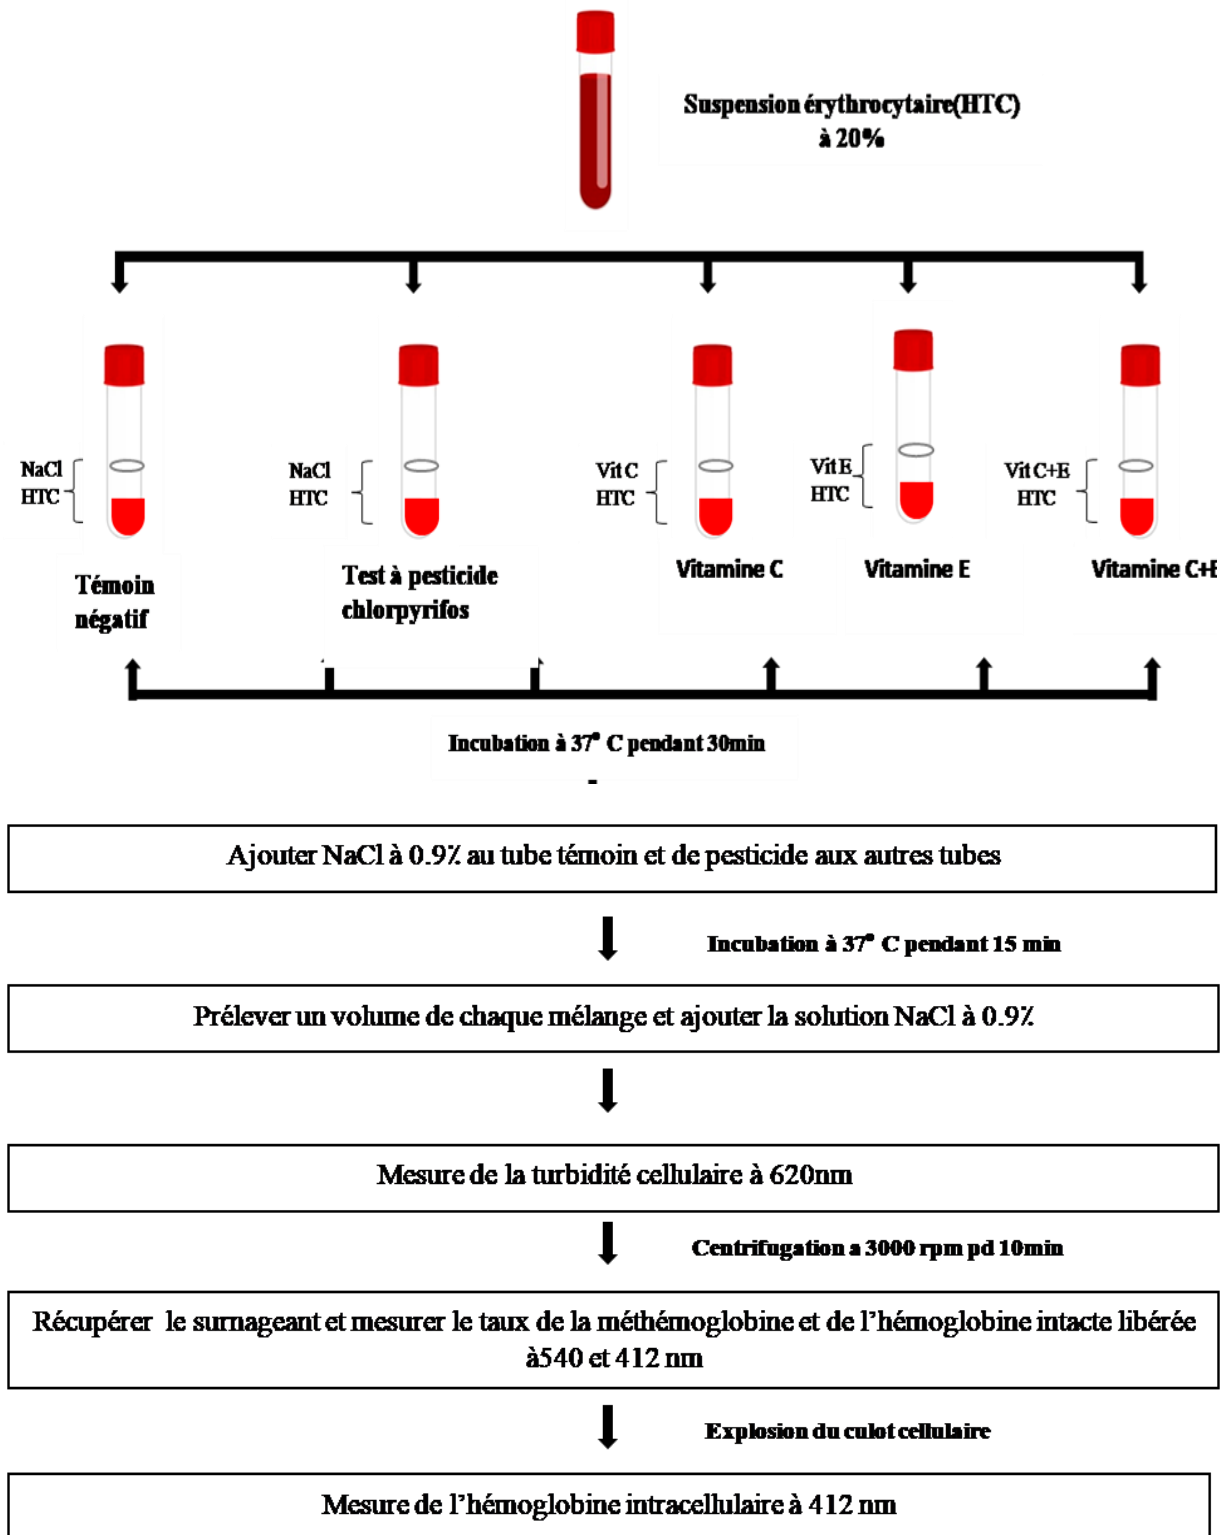 Suspension érythrocytaire(HTC)
à 20%
NaCl
HTC
NaCl
HTC
Vit C
HTC
Vit E
HTC
Vit C+E
HTC
Témoin
négatif
Test à pesticide
chlorpyrifos
Vitamine C
Vitamine E
Vitamine C+E
Incubation à 37° C pendant 30min
Ajouter NaCl à 0.9% au tube témoin et de pesticide aux autres tubes
Incubation à 37° C pendant 15 min
Prélever un volume de chaque mélange et ajouter la solution NaCl à 0.9%
Mesure de la turbidité cellulaire à 620nm
Centrifugation a 3000 rpm pd 10min
Récupérer le surnageant et mesurer le taux de la méthémoglobine et de l'hémoglobine intacte libérée
à540 et 412 nm
Explosion du culot cellulaire
Mesure de l'hémoglobine intracellulaire à 412 nm